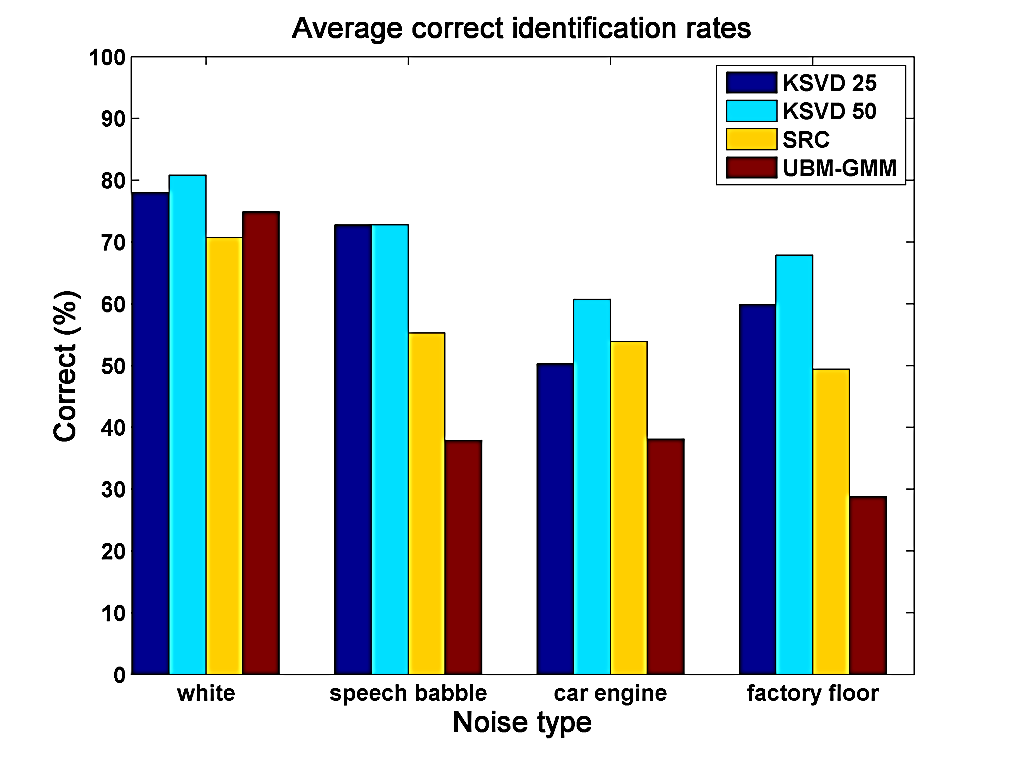 Average correct identification rates
100
90
80
70
60
50
40
30
20
10
0
Correct (%)
KSVD 25
KSVD 50
SRC
UBM-GMM
white speech babble car engine factory floor
Noise type